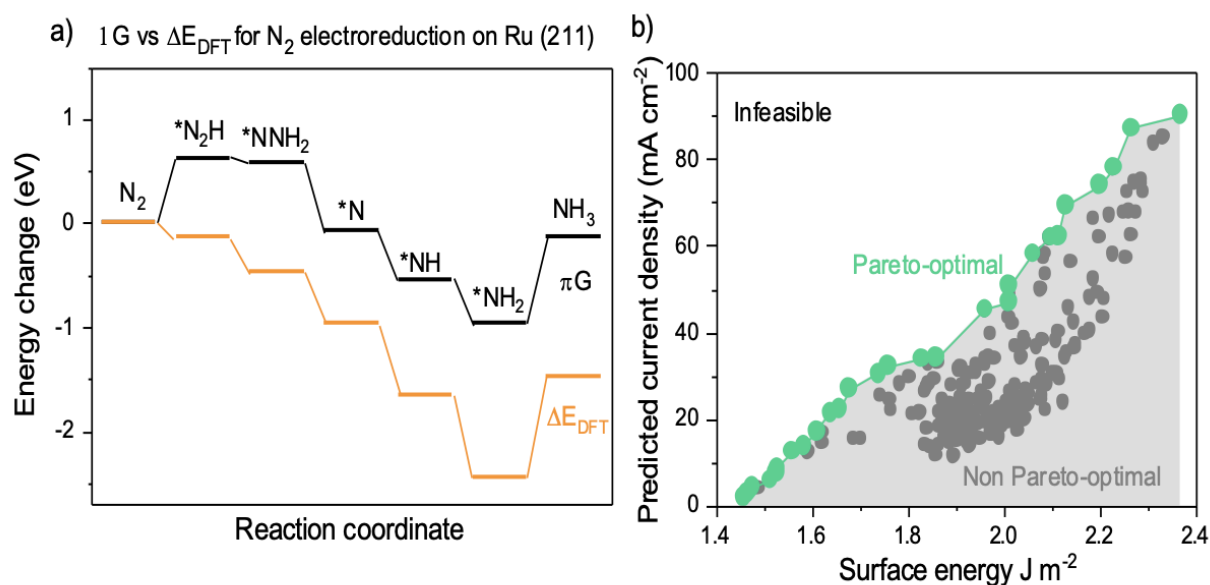 a)
1G vs ΔE_DFT for N₂ electroreduction on Ru (211)
Energy change (eV)
1
0
-1
-2
N₂
*N₂H
*NNH₂
*N
*NH
*NH₂
NH₃
πG
ΔE_DFT
Reaction coordinate
b)
Predicted current density (mA cm⁻²)
100
80
60
40
20
0
Infeasible
Pareto-optimal
Non Pareto-optimal
1.4
1.6
1.8
2.0
2.2
2.4
Surface energy J m⁻²